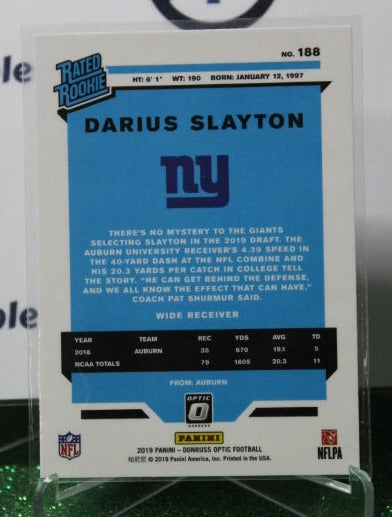 NO. 188
RATED ROOKIE
HT: 6' 1" WT: 190 BORN: JANUARY 12, 1997
DARIUS SLAYTON
ny
THERE'S NO MYSTERY TO THE GIANTS
SELECTING SLAYTON IN THE 2019 DRAFT. THE
AUBURN UNIVERSITY RECEIVER'S 4.39 SPEED IN
THE 40-YARD DASH AT THE NFL COMBINE AND
HIS 20.3 YARDS PER CATCH IN COLLEGE TELL
THE STORY. "HE CAN GET BEHIND THE DEFENSE,
AND WE ALL KNOW THE EFFECT THAT CAN HAVE,"
COACH PAT SHURMUR SAID.
WIDE RECEIVER
YEAR TEAM REC YDS AVG TD
2018 AUBURN 35 670 19.1 5
NCAA TOTALS 79 1605 20.3 11
FROM: AUBURN
OPTIC
DONRUSS
NFL
PANINI
NFLPA
2019 PANINI - DONRUSS OPTIC FOOTBALL
© 2019 Panini America, Inc. Printed in the USA.